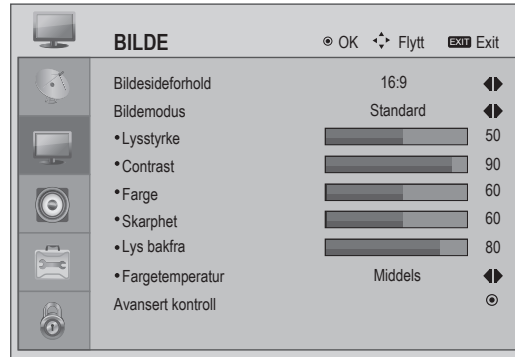 BILDE OK Flytt EXIT Exit
Bildesideforhold 16:9
Bildemodus Standard
•Lysstyrke 50
•Contrast 90
•Farge 60
•Skarphet 60
•Lys bakfra 80
•Fargetemperatur Middels
Avansert kontroll